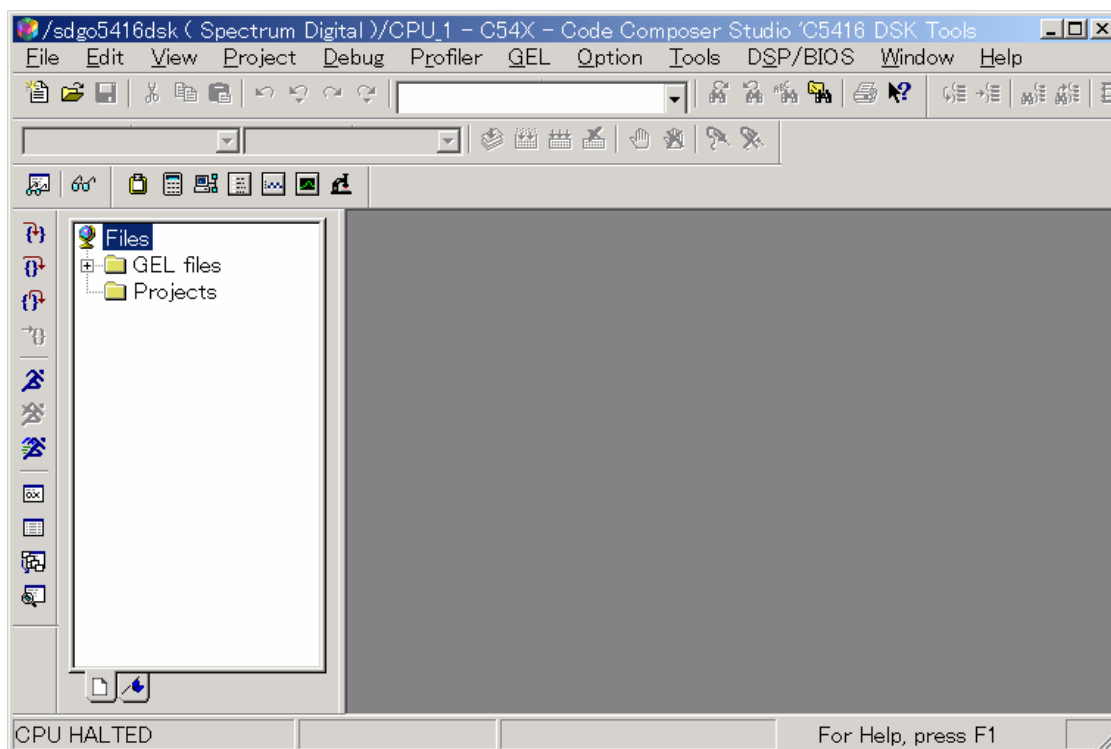 /sdgo5416dsk ( Spectrum Digital )/CPU_1 - C54X - Code Composer Studio 'C5416 DSK Tools
File Edit View Project Debug Profiler GEL Option Tools DSP/BIOS Window Help
Files
GEL files
Projects
CPU HALTED
For Help, press F1